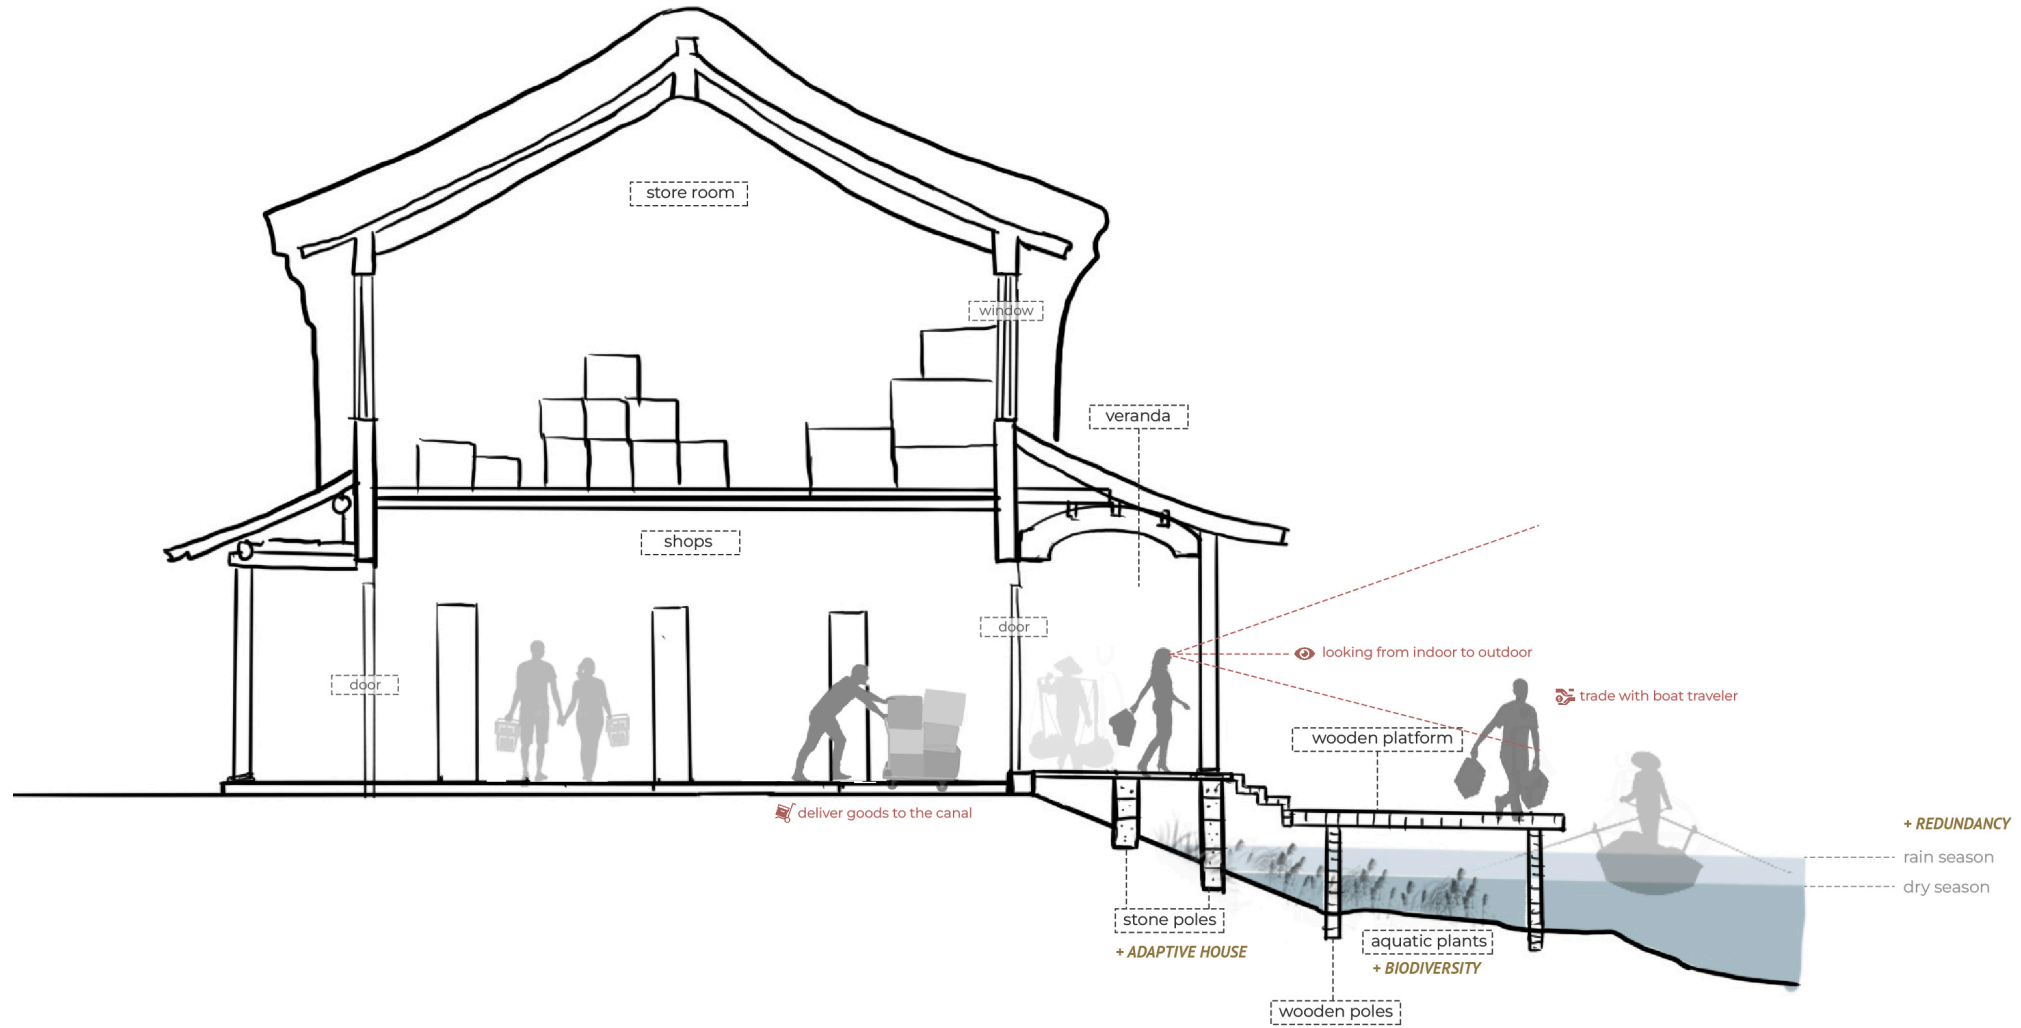 store room
window
veranda
shops
door
looking from indoor to outdoor
door
trade with boat traveler
wooden platform
deliver goods to the canal
+ REDUNDANCY
rain season
dry season
stone poles
+ ADAPTIVE HOUSE
aquatic plants
+ BIODIVERSITY
wooden poles